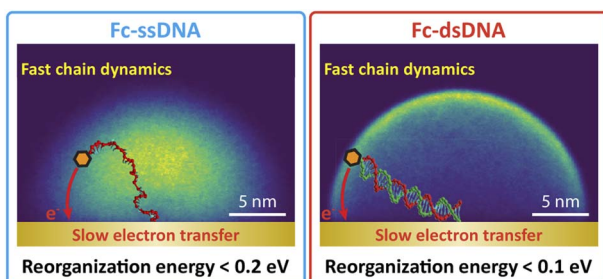 Fc-ssDNA
Fast chain dynamics
e⁻
5 nm
Slow electron transfer
Reorganization energy < 0.2 eV
Fc-dsDNA
Fast chain dynamics
e⁻
5 nm
Slow electron transfer
Reorganization energy < 0.1 eV